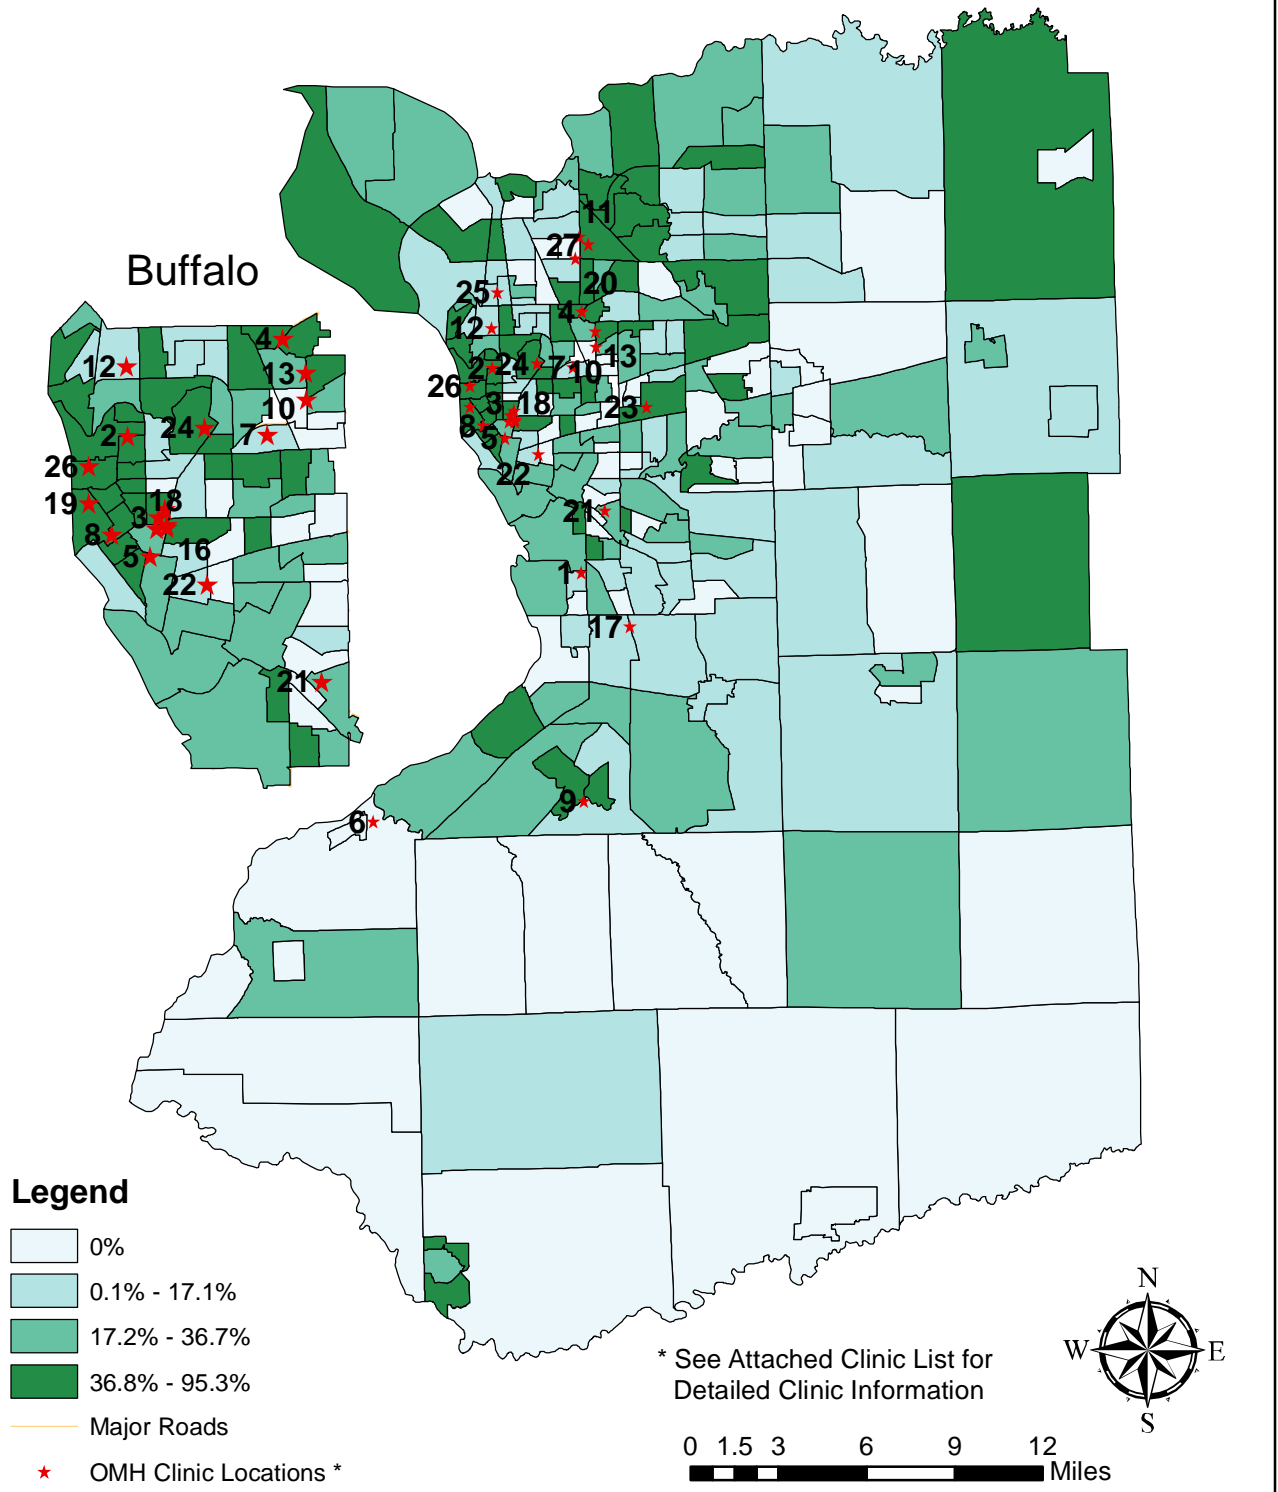 11
27
Buffalo
20
25
4
12
4
13
12
2
24
7
10
13
10
26
3
18
23
24
2
7
8
5
26
22
19
18
3
8
16
5
21
22
1
17
21
9
6
Legend
0%
0.1% - 17.1%
17.2% - 36.7%
36.8% - 95.3%
Major Roads
OMH Clinic Locations *
* See Attached Clinic List for
Detailed Clinic Information
N
W
E
S
0 1.5 3 6 9 12
Miles